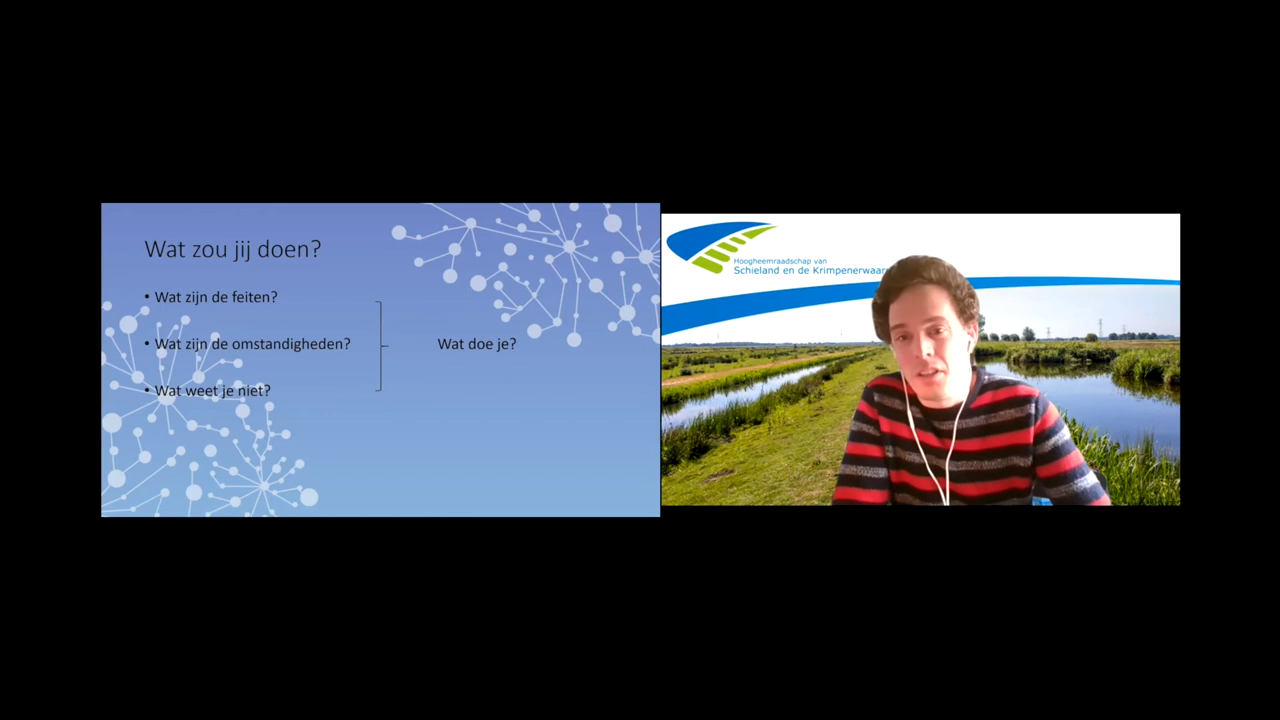 Wat zou jij doen?
• Wat zijn de feiten?
• Wat zijn de omstandigheden?
Wat doe je?
• Wat weet je niet?
Hoogheemraadschap van
Schieland en de